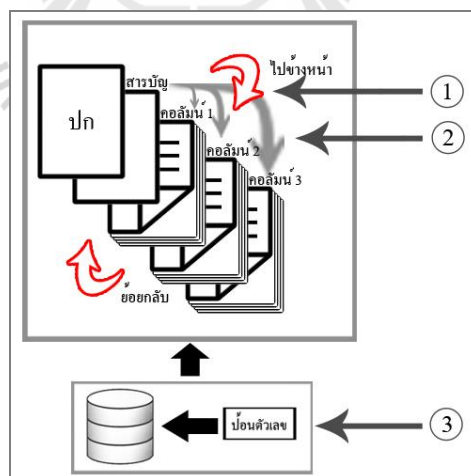 สารบัญ
ไปข้างหน้า
ปก
คอลัมน์ 1
คอลัมน์ 2
คอลัมน์ 3
ย้อยกลับ
ป้อนตัวเลข
1
2
3